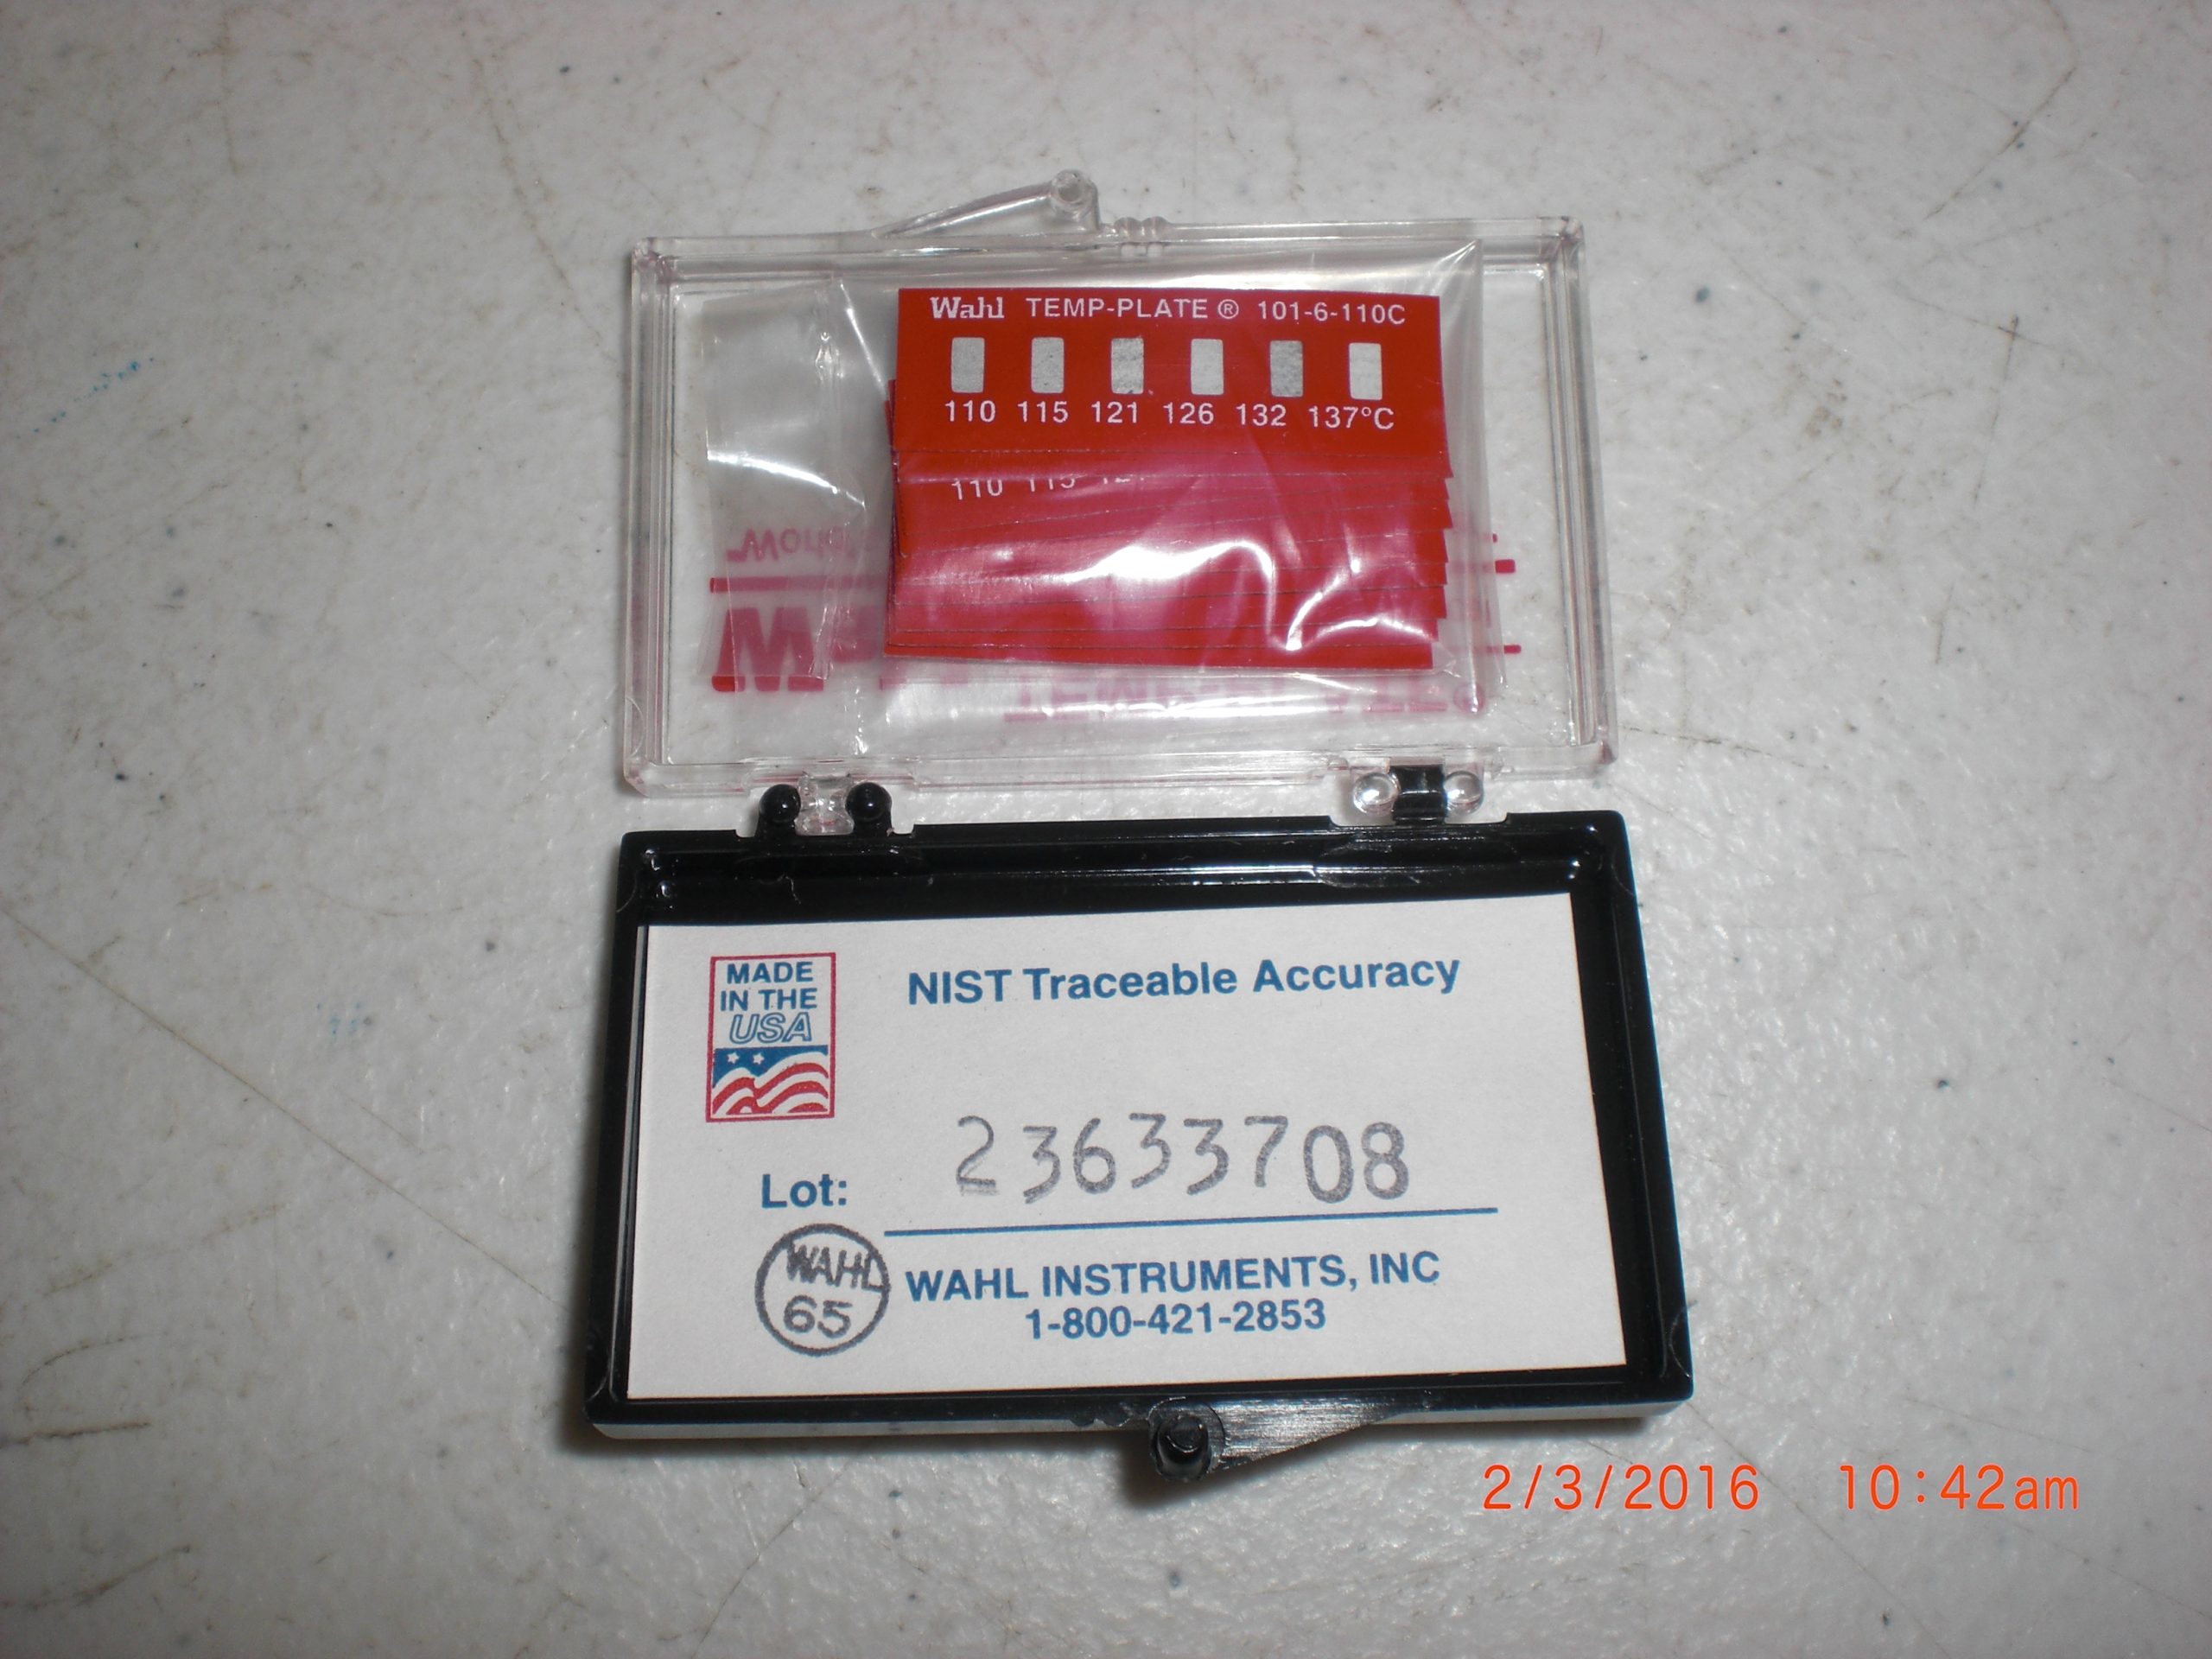 Wahl TEMP-PLATE ® 101-6-110C
110 115 121 126 132 137°C
110 115
MADE
IN THE
USA
NIST Traceable Accuracy
Lot: 23633708
WAHL
65
WAHL INSTRUMENTS, INC
1-800-421-2853
2/3/2016 10:42am